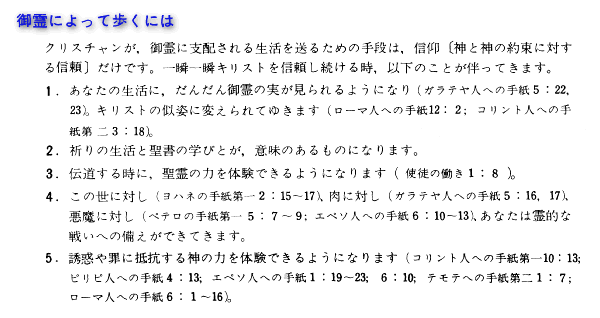 御霊によって歩くには
クリスチャンが，御霊に支配される生活を送るための手段は，信仰〔神と神の約束に対す
る信頼〕だけです。一瞬一瞬キリストを信頼し続ける時，以下のことが伴ってきます。
1．あなたの生活に，だんだん御霊の実が見られるようになり（ガラテヤ人への手紙5：22，
23)。キリストの似姿に変えられてゆきます（ローマ人への手紙12：2；コリント人への手
紙第二3：18)。
2．祈りの生活と聖書の学びとが，意味のあるものになります。
3．伝道する時に，聖霊の力を体験できるようになります（使徒の働き1：8)。
4．この世に対し（ヨハネの手紙第一2：15～17)、肉に対し（ガラテヤ人への手紙5：16，17)、
悪魔に対し（ペテロの手紙第一5：7～9；エペソ人への手紙6：10～13)、あなたは霊的な
戦いへの備えができてきます。
5．誘惑や罪に抵抗する神の力を体験できるようになります（コリント人への手紙第一10：13；
ピリピ人への手紙4：13；エペソ人への手紙1：19～23；6：10；テモテへの手紙第二1：7；
ローマ人への手紙6：1～16)。